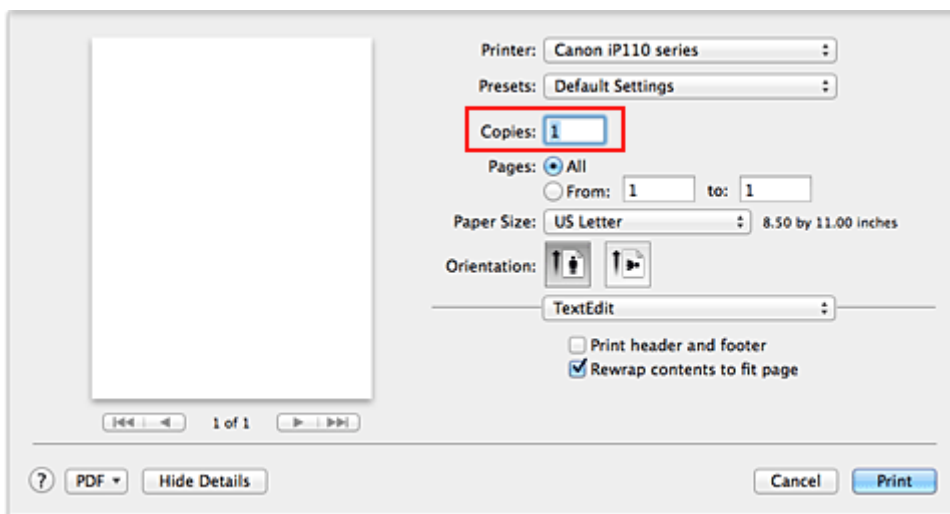 Printer: Canon iP110 series
Presets: Default Settings
Copies: 1
Pages: All
From: 1 to: 1
Paper Size: US Letter 8.50 by 11.00 inches
Orientation:
TextEdit
Print header and footer
Rewrap contents to fit page
1 of 1
? PDF Hide Details Cancel Print